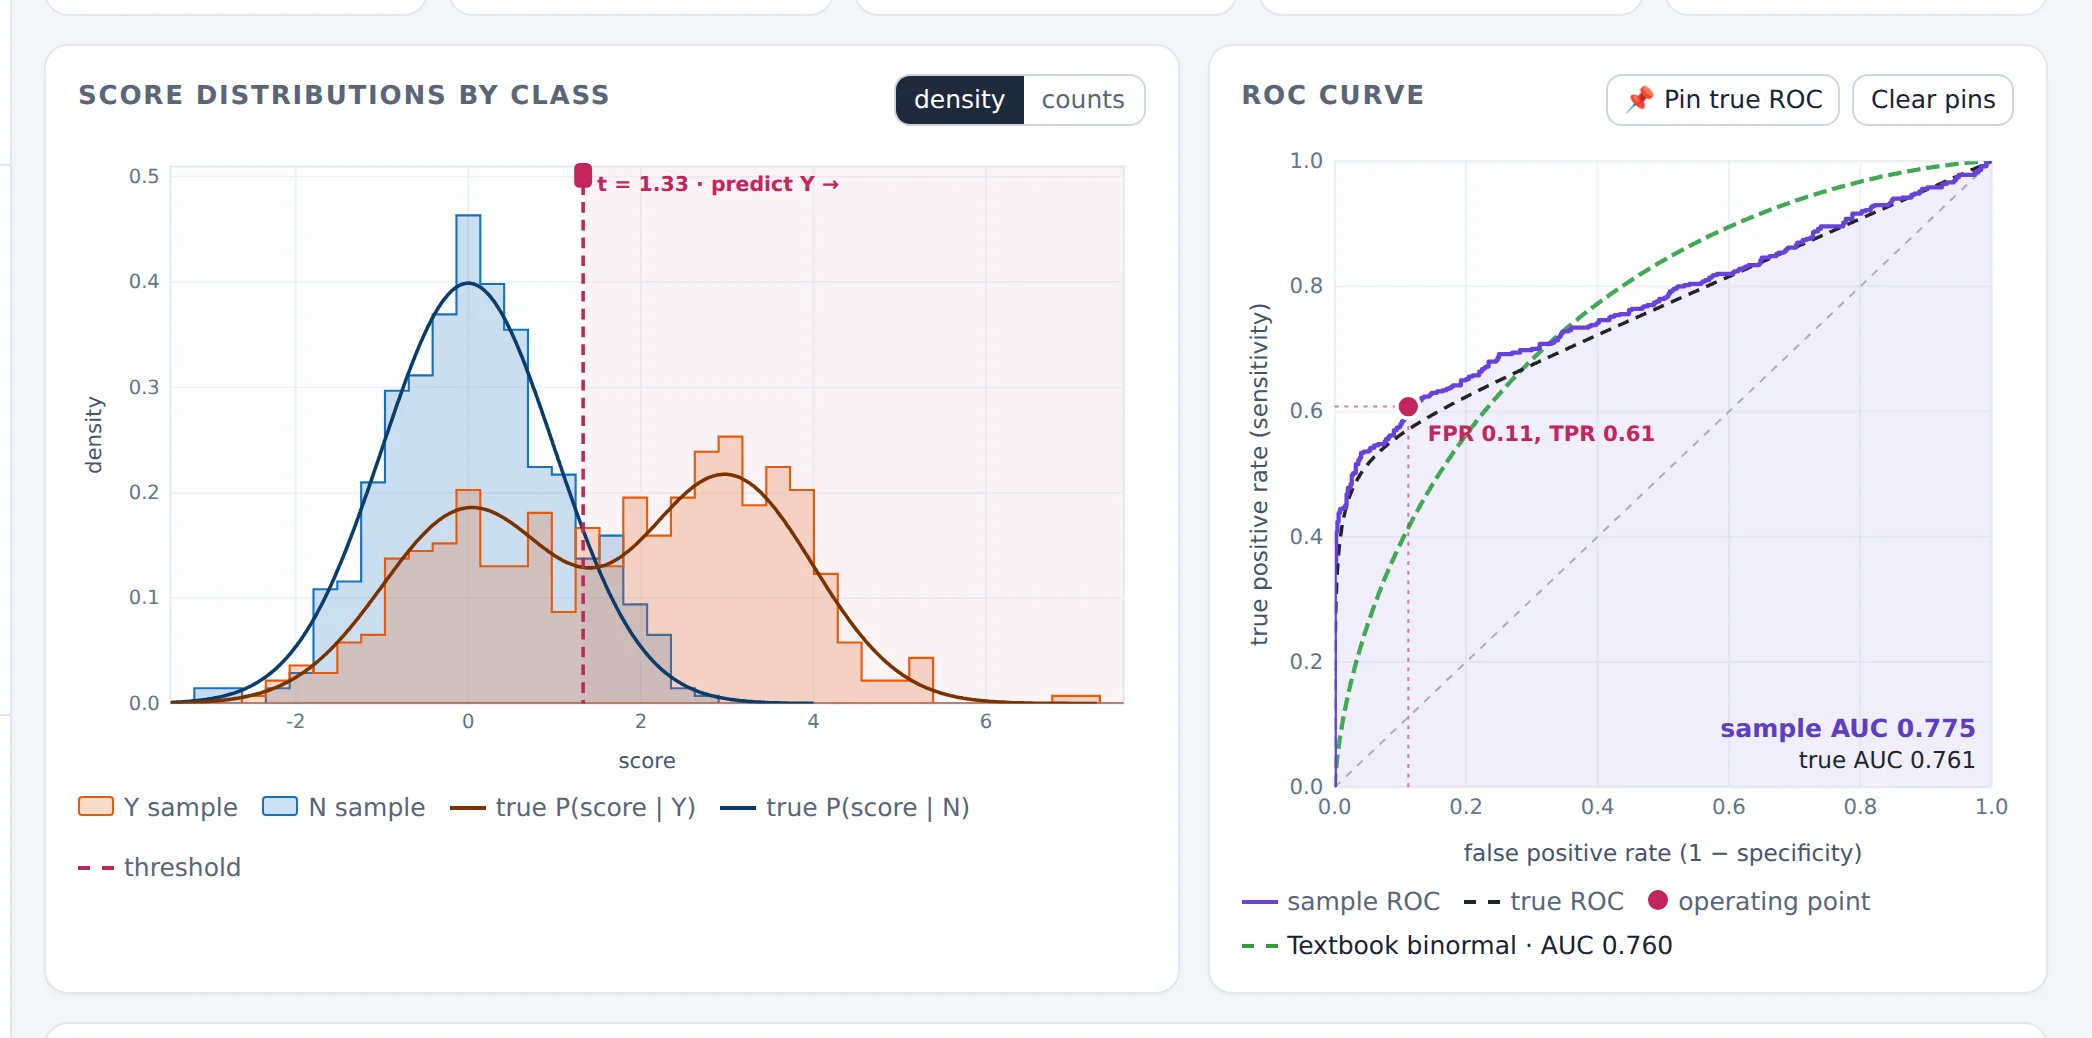 SCORE DISTRIBUTIONS BY CLASS
density counts
0.5
0.4
0.3
0.2
0.1
0.0
density
t = 1.33 · predict Y →
-2 0 2 4 6
score
Y sample N sample true P(score | Y) true P(score | N)
threshold
ROC CURVE
📌 Pin true ROC Clear pins
1.0
0.8
0.6
0.4
0.2
0.0
true positive rate (sensitivity)
FPR 0.11, TPR 0.61
sample AUC 0.775
true AUC 0.761
0.0 0.2 0.4 0.6 0.8 1.0
false positive rate (1 − specificity)
sample ROC true ROC operating point
Textbook binormal · AUC 0.760